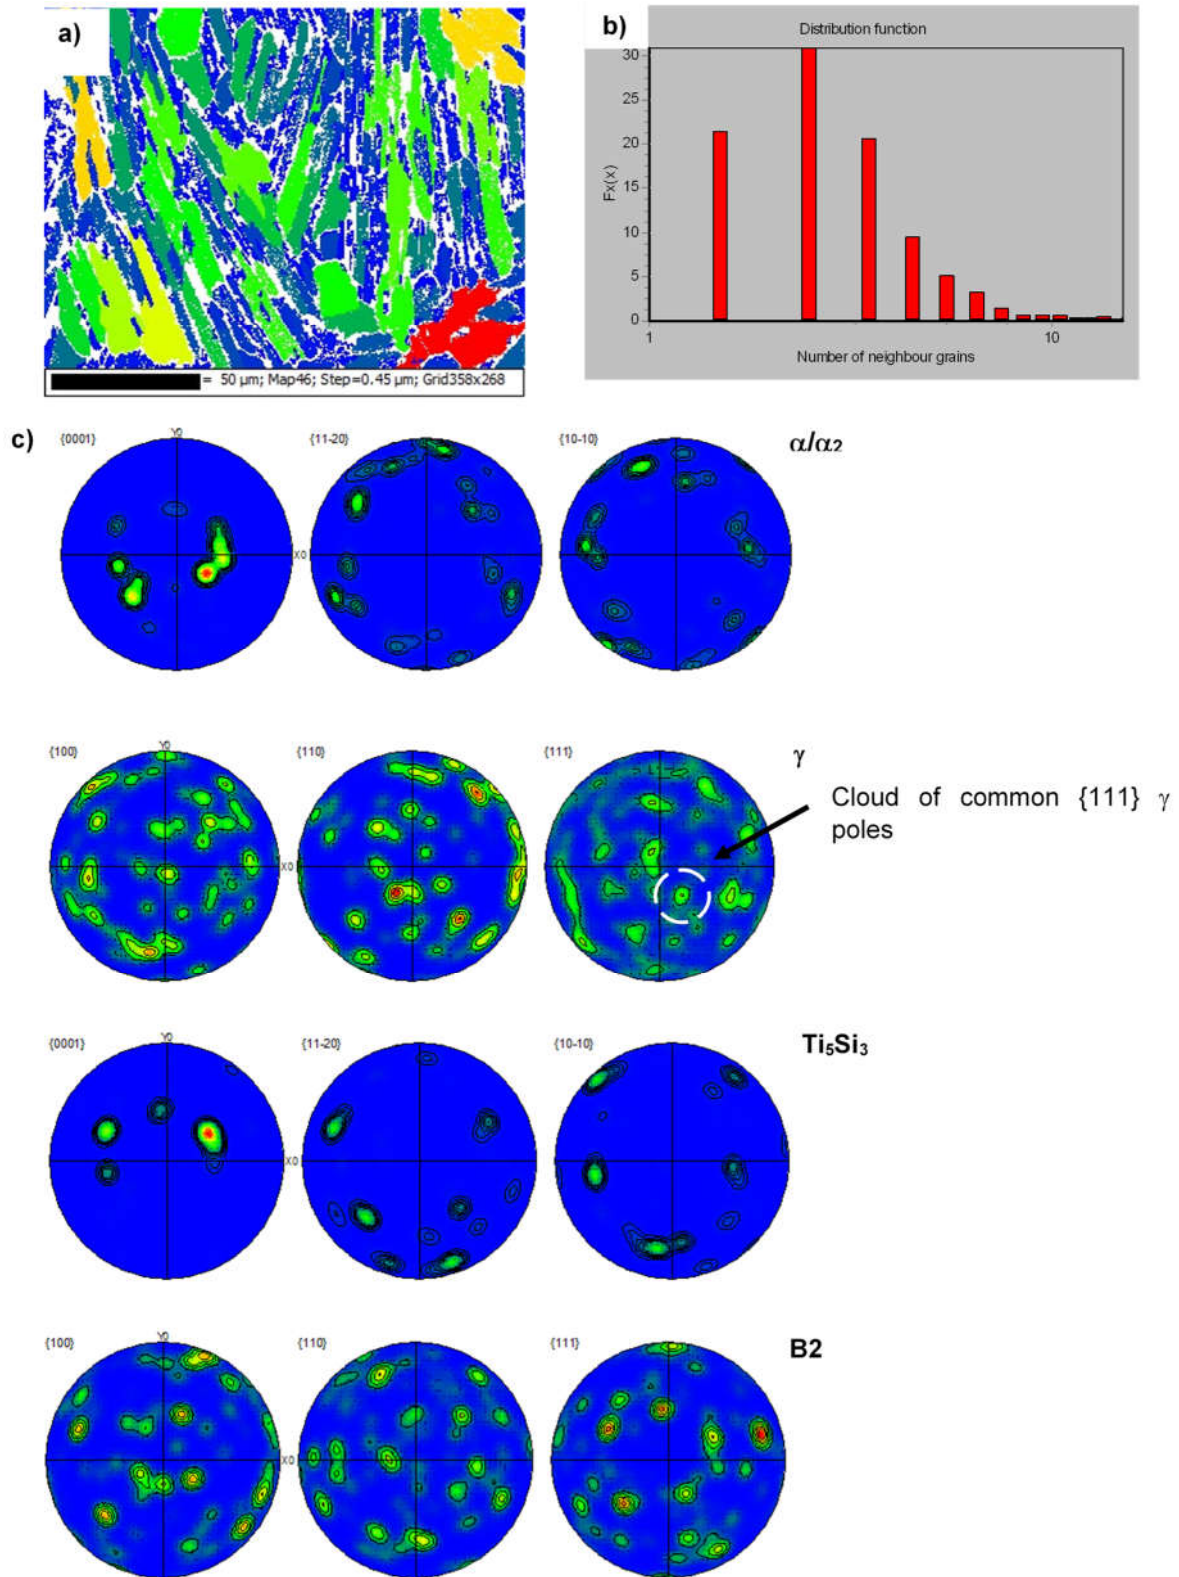 a)
= 50 µm; Map46; Step=0.45 µm; Grid358x268
b)
Distribution function
30
25
20
15
10
5
0
Fx(x)
1 10
Number of neighbour grains
c)
{0001} Y0 {11-20} {10-10} α/α2
X0
{100} Y0 {110} {111} γ
X0
Cloud of common {111} γ
poles
{0001} Y0 {11-20} {10-10} Ti5Si3
X0
{100} Y0 {110} {111} B2
X0